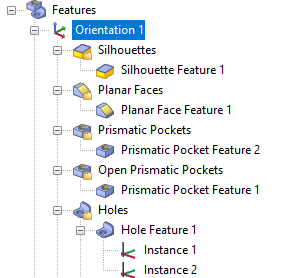 Features
Orientation 1
Silhouettes
Silhouette Feature 1
Planar Faces
Planar Face Feature 1
Prismatic Pockets
Prismatic Pocket Feature 2
Open Prismatic Pockets
Prismatic Pocket Feature 1
Holes
Hole Feature 1
Instance 1
Instance 2